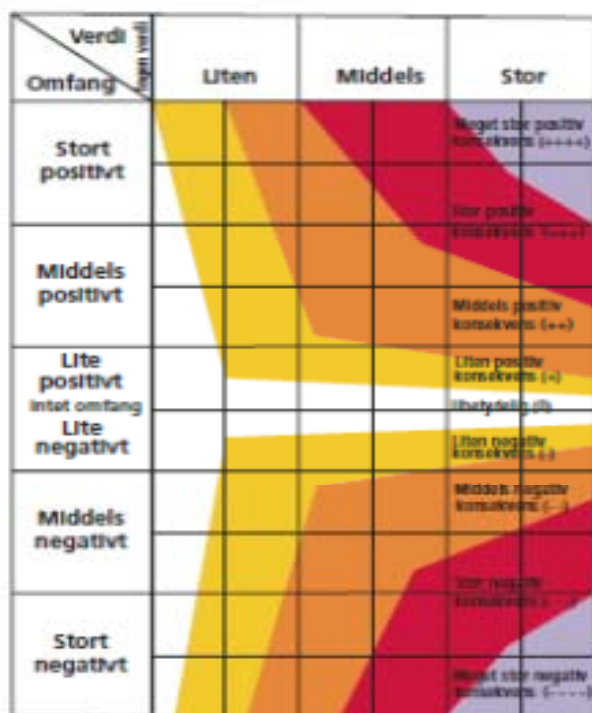 Verdi
Ingen verdi
Omfang
Liten
Middels
Stor
Stort
positivt
Meget stor positiv
konsekvens (++++)
Stor positiv
konsekvens (+++)
Middels
positivt
Middels positiv
konsekvens (++)
Lite
positivt
Liten positiv
konsekvens (+)
Intet omfang
Ubetydelig (0)
Lite
negativt
Liten negativ
konsekvens (-)
Middels
negativt
Middels negativ
konsekvens (--)
Stor negativ
konsekvens
Stort
negativt
Meget stor negativ
konsekvens (----)